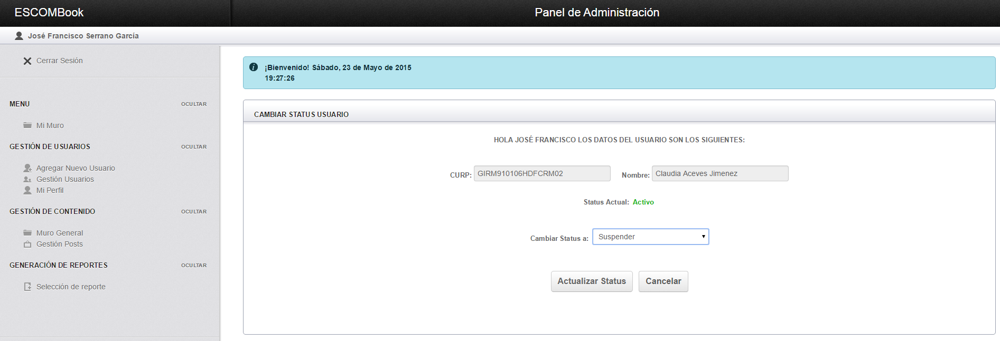 ESCOMBook
Panel de Administración
José Francisco Serrano García
Cerrar Sesión
MENU OCULTAR
Mi Muro
GESTIÓN DE USUARIOS OCULTAR
Agregar Nuevo Usuario
Gestión Usuarios
Mi Perfil
GESTIÓN DE CONTENIDO OCULTAR
Muro General
Gestión Posts
GENERACIÓN DE REPORTES OCULTAR
Selección de reporte
¡Bienvenido! Sábado, 23 de Mayo de 2015
19:27:26
CAMBIAR STATUS USUARIO
HOLA JOSÉ FRANCISCO LOS DATOS DEL USUARIO SON LOS SIGUIENTES:
CURP: GIRM910106HDFCRM02 Nombre: Claudia Aceves Jimenez
Status Actual: Activo
Cambiar Status a: Suspender
Actualizar Status Cancelar